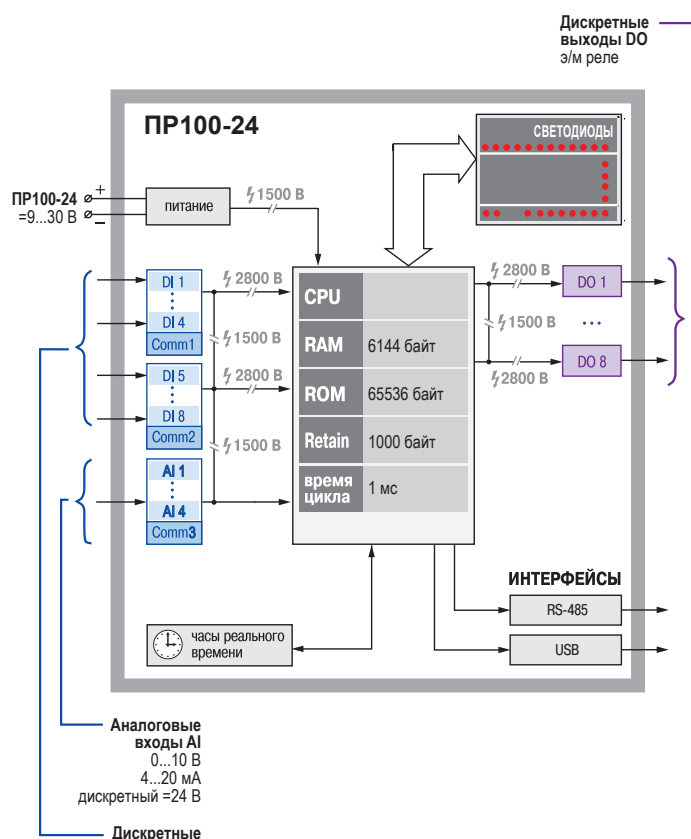 Дискретные
выходы DO
э/м реле
ПР100-24
СВЕТОДИОДЫ
ПР100-24
=9...30 В
+
–
питание
1500 В
DI 1
DI 4
Comm1
2800 В
1500 В
DI 5
DI 8
Comm2
2800 В
1500 В
AI 1
AI 4
Comm3
CPU
RAM 6144 байт
ROM 65536 байт
Retain 1000 байт
время
цикла
1 мс
2800 В
DO 1
1500 В
...
DO 8
2800 В
ИНТЕРФЕЙСЫ
RS-485
USB
часы реального
времени
Аналоговые
входы AI
0...10 В
4...20 мА
дискретный =24 В
Дискретные